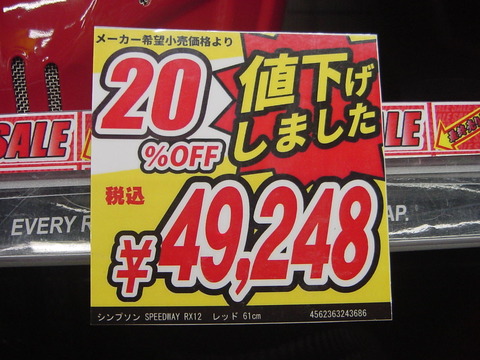 メーカー希望小売価格より
20
%OFF
値下げ
しました
税込
¥49,248
シンプソン SPEEDWAY RX12 レッド 61cm
4562363243686
SALE
SALE
EVERY
AP.